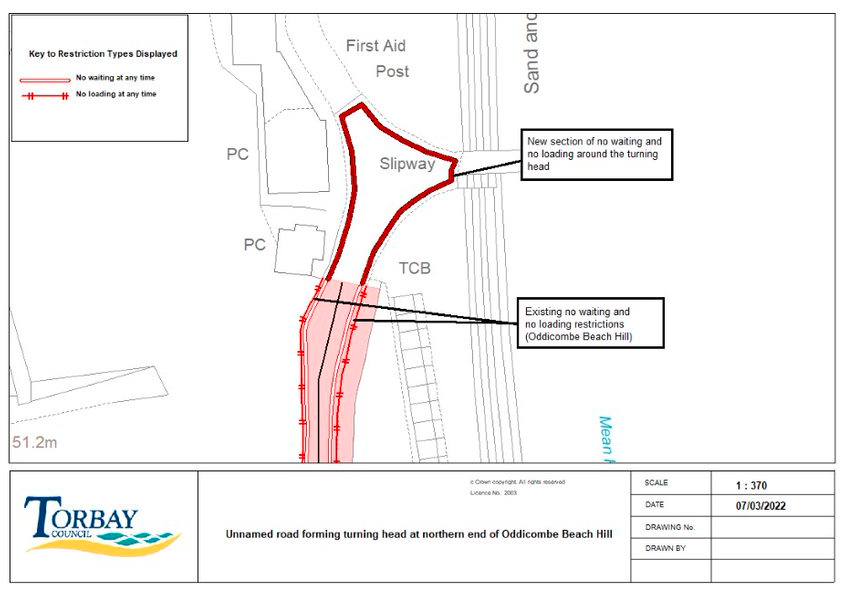 Key to Restriction Types Displayed
No waiting at any time
No loading at any time
First Aid
Post
Sand and
PC
Slipway
New section of no waiting and
no loading around the turning
head
PC
TCB
Existing no waiting and
no loading restrictions
(Oddicombe Beach Hill)
51.2m
Mean
TORBAY
COUNCIL
c Crown copyright. All rights reserved
Licence No. 2003
Unnamed road forming turning head at northern end of Oddicombe Beach Hill
SCALE 1 : 370
DATE 07/03/2022
DRAWING No.
DRAWN BY